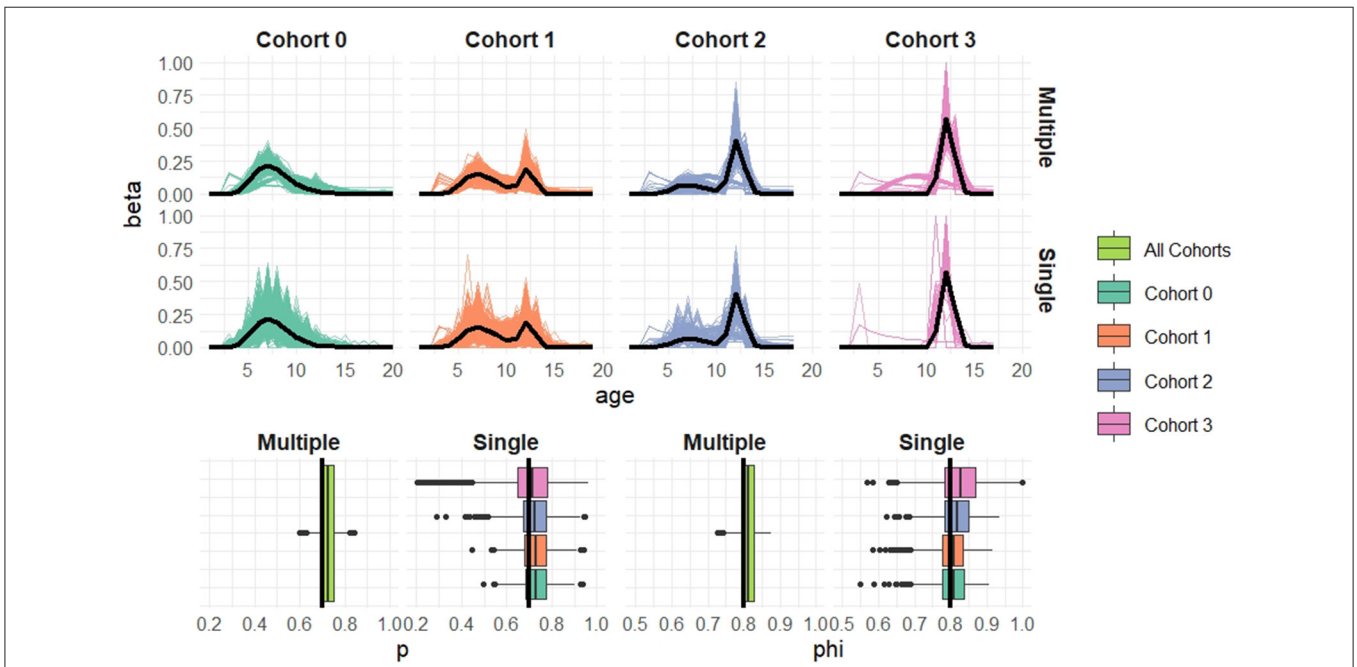 Cohort 0 Cohort 1 Cohort 2 Cohort 3
1.00
0.75
0.50
0.25
0.00
Multiple
beta
1.00
0.75
0.50
0.25
0.00
Single
5 10 15 20 5 10 15 20 5 10 15 20 5 10 15 20
age
All Cohorts
Cohort 0
Cohort 1
Cohort 2
Cohort 3
Multiple Single Multiple Single
0.2 0.4 0.6 0.8 1.0 0.2 0.4 0.6 0.8 1.0 0.5 0.6 0.7 0.8 0.9 1.0 0.5 0.6 0.7 0.8 0.9 1.0
p phi